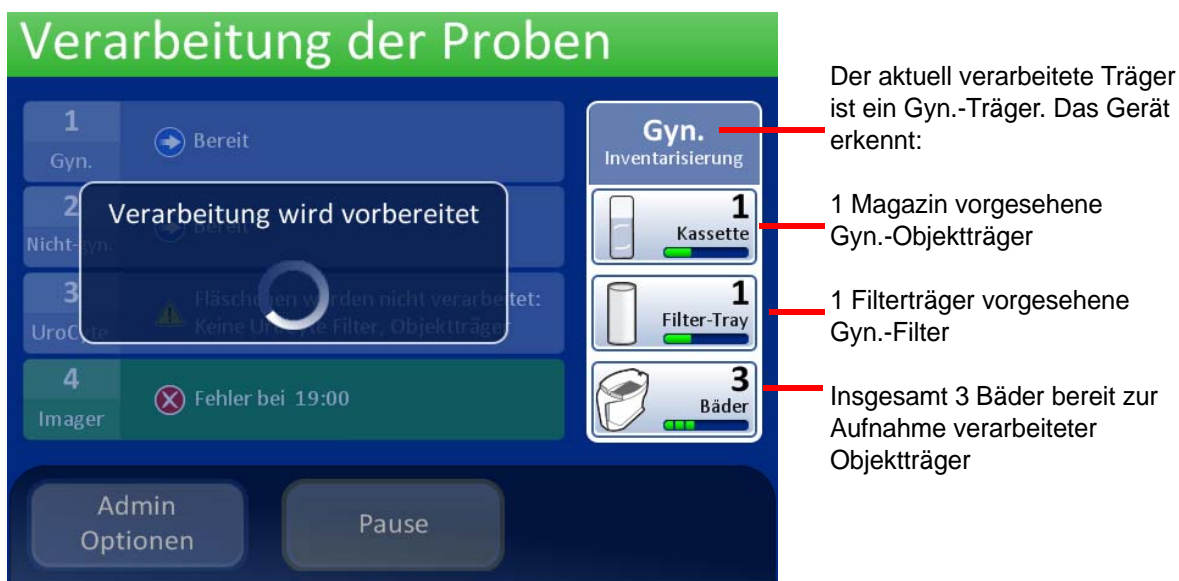 Verarbeitung der Proben
1
Gyn.
Bereit
2
Nicht-gyn.
Bereit
Verarbeitung wird vorbereitet
3
UroCyte
Fläschchen werden nicht verarbeitet:
Keine UroCyte Filter, Objektträger
4
Imager
Fehler bei 19:00
Gyn.
Inventarisierung
1
Kassette
1
Filter-Tray
3
Bäder
Admin
Optionen
Pause
Der aktuell verarbeitete Träger
ist ein Gyn.-Träger. Das Gerät
erkennt:
1 Magazin vorgesehene
Gyn.-Objektträger
1 Filterträger vorgesehene
Gyn.-Filter
Insgesamt 3 Bäder bereit zur
Aufnahme verarbeiteter
Objektträger